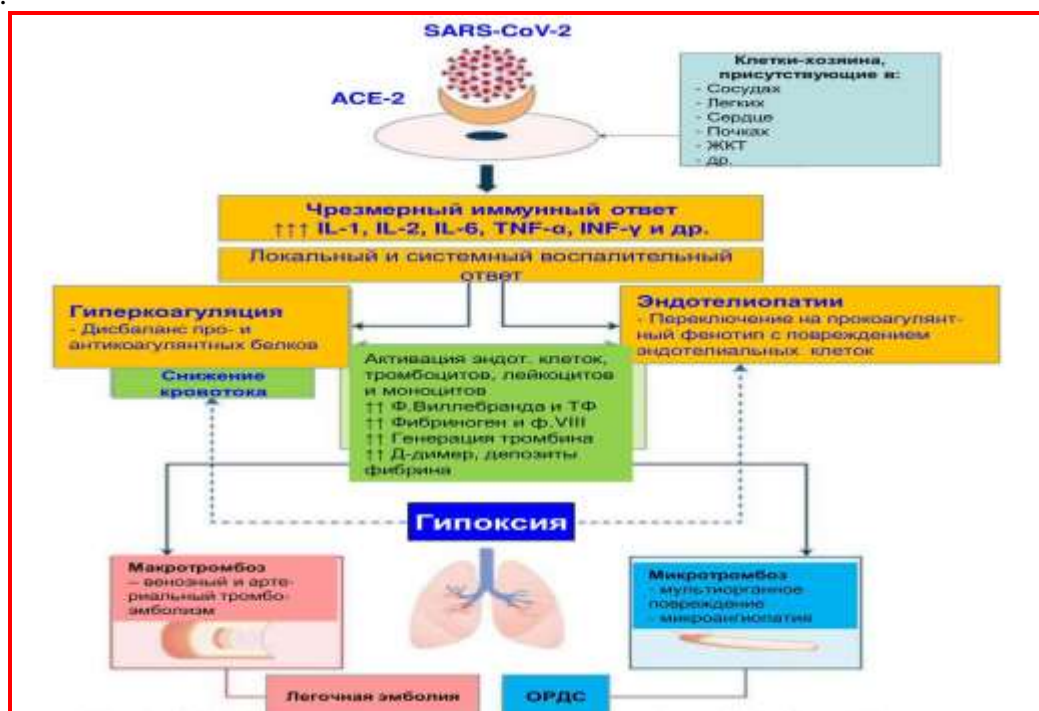 .
SARS-CoV-2
ACE-2
Клетки-хозяина,
присутствующие в:
- Сосудах
- Легких
- Сердце
- Почках
- ЖКТ
- др.
Чрезмерный иммунный ответ
↑↑↑ IL-1, IL-2, IL-6, TNF-α, INF-γ и др.
Локальный и системный воспалительный
ответ
Гиперкоагуляция
- Дисбаланс про- и
антикоагулянтных белков
Снижение
кровотока
Эндотелиопатии
- Переключение на прокоагулянт-
ный фенотип с повреждением
эндотелиальных клеток
Активация эндот. клеток,
тромбоцитов, лейкоцитов
и моноцитов
↑↑ Ф.Виллебранда и ТФ
↑↑ Фибриноген и ф.VIII
↑↑ Генерация тромбина
↑↑ Д-димер, депозиты
фибрина
Гипоксия
Макротромбоз
– венозный и арте-
риальный тромбо-
эмболизм
Микротромбоз
- мультиорганное
повреждение
- микроангиопатия
Легочная эмболия
ОРДС